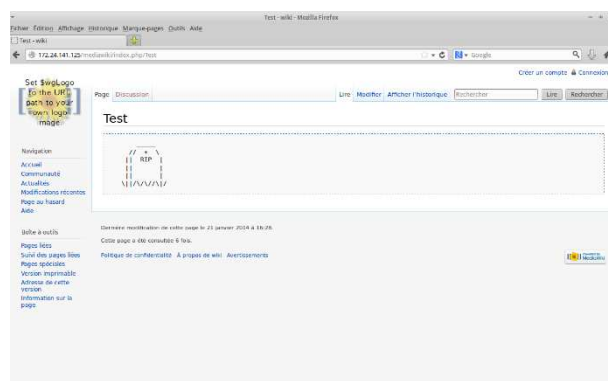 Test - wiki - Mozilla Firefox
Fichier Édition Affichage Historique Marque-pages Outils Aide
Test - wiki
172.24.141.125/mediawiki/index.php/Test
Google
Créer un compte Connexion
Set $wgLogo
to the URL
path to your
own logo
image
Page Discussion Lire Modifier Afficher l'historique Rechercher Lire Rechercher
Test
// + \
|| RIP |
|| |
|| |
\||/\/\//\|/
Navigation
Accueil
Communauté
Actualités
Modifications récentes
Page au hasard
Aide
Boîte à outils
Pages liées
Suivi des pages liées
Pages spéciales
Version imprimable
Adresse de cette
version
Information sur la
page
Dernière modification de cette page le 21 janvier 2014 à 16:28.
Cette page a été consultée 6 fois.
Politique de confidentialité À propos de wiki Avertissements
MediaWiki